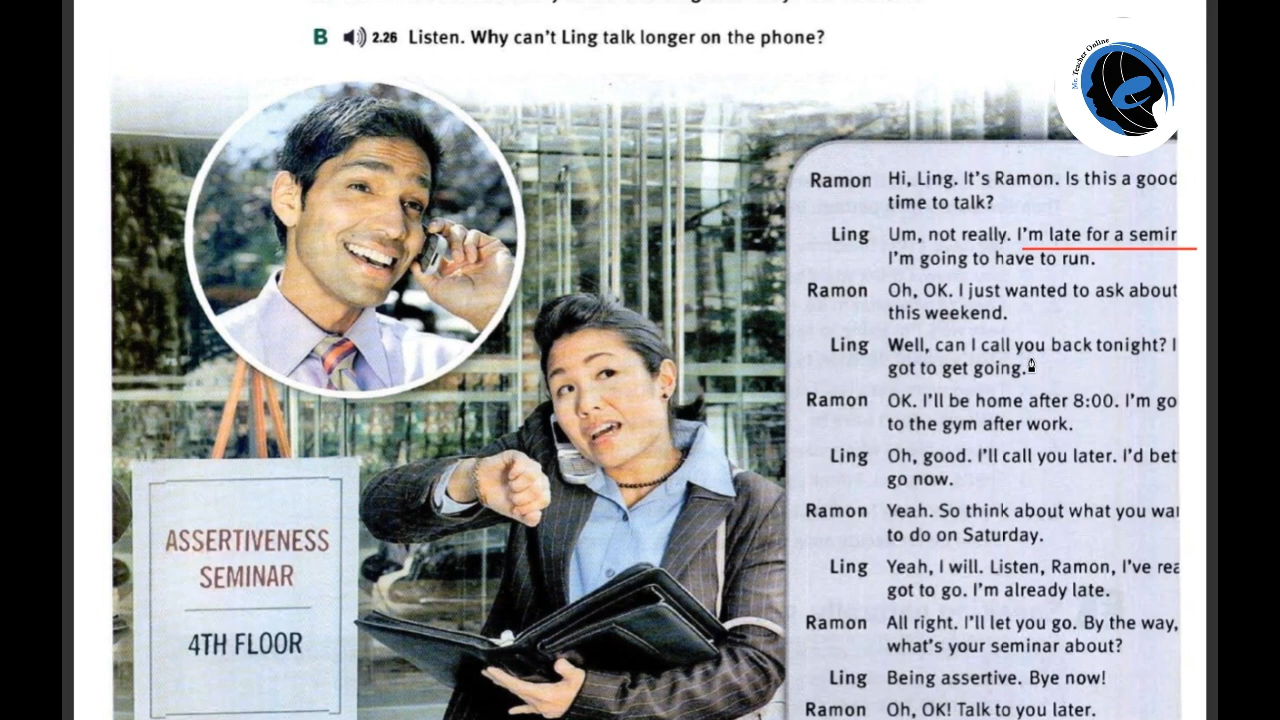 B 2.26 Listen. Why can't Ling talk longer on the phone?
Mr. Teacher Online
Ramon Hi, Ling. It's Ramon. Is this a good
time to talk?
Ling Um, not really. I'm late for a semin
I'm going to have to run.
Ramon Oh, OK. I just wanted to ask about
this weekend.
Ling Well, can I call you back tonight? I
got to get going.
Ramon OK. I'll be home after 8:00. I'm go
to the gym after work.
Ling Oh, good. I'll call you later. I'd bet
go now.
Ramon Yeah. So think about what you wa
to do on Saturday.
Ling Yeah, I will. Listen, Ramon, I've rea
got to go. I'm already late.
Ramon All right. I'll let you go. By the way,
what's your seminar about?
Ling Being assertive. Bye now!
Ramon Oh, OK! Talk to you later.
ASSERTIVENESS
SEMINAR
4TH FLOOR